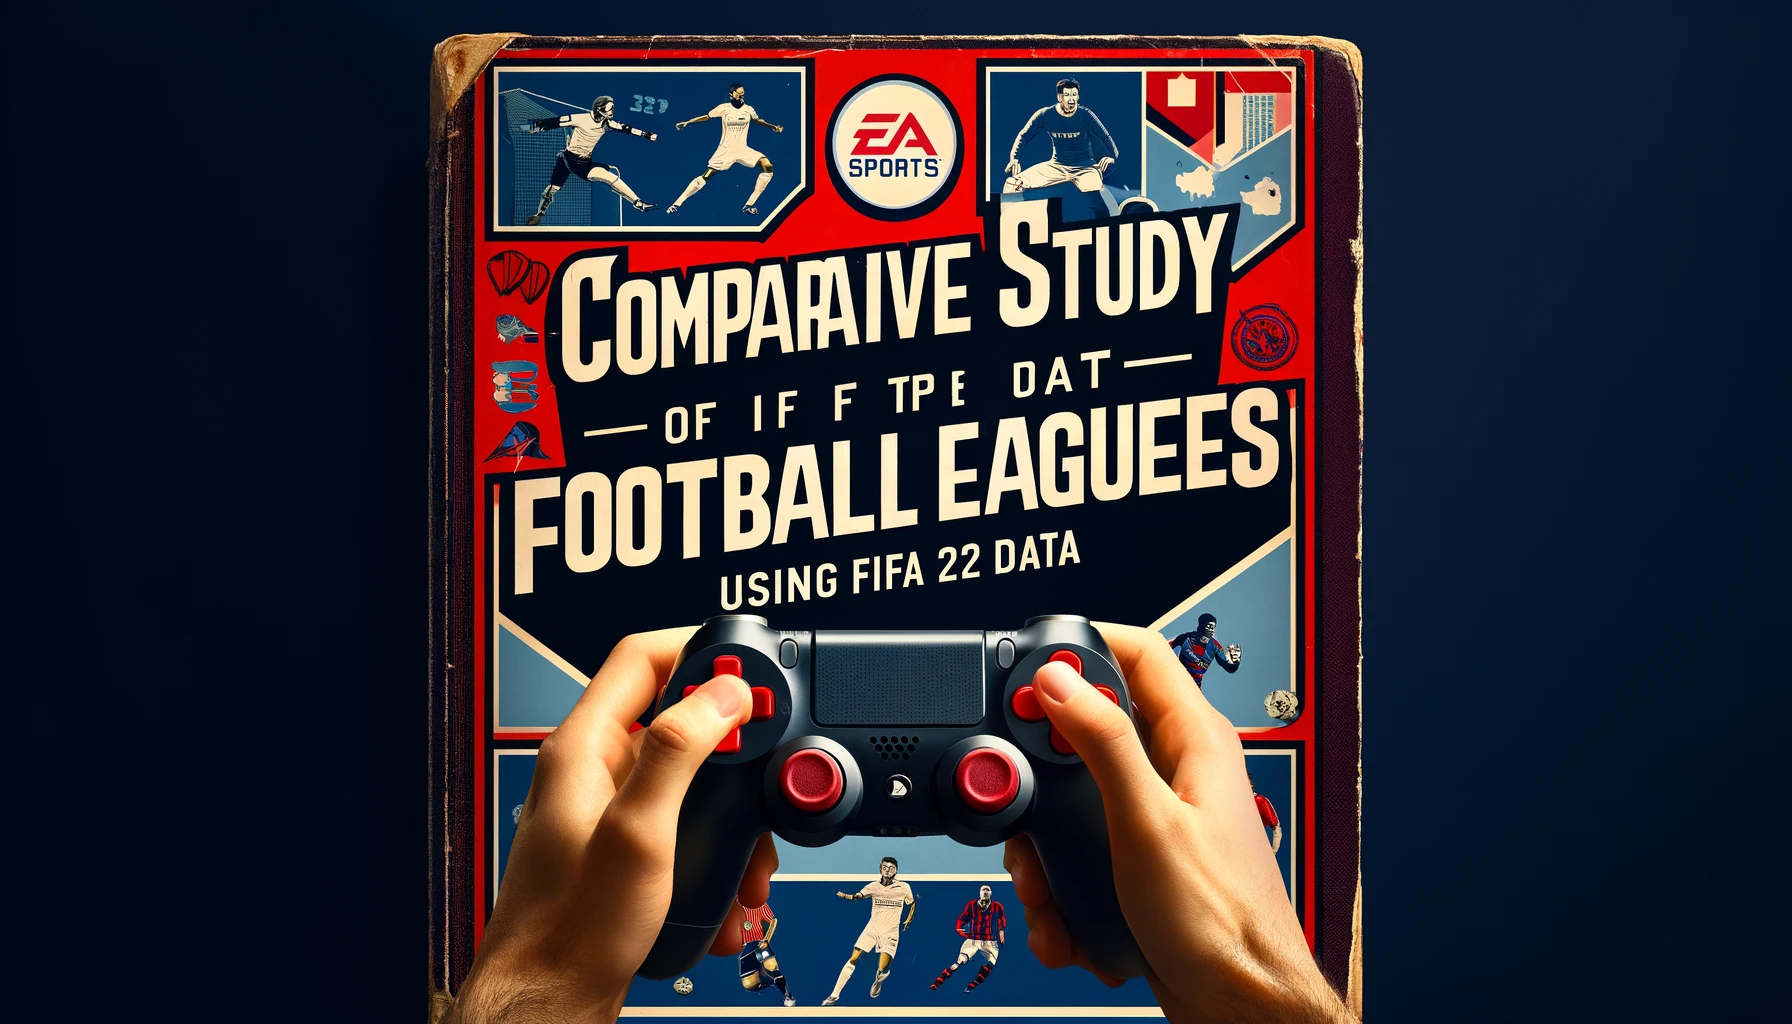 EA
SPORTS
COMPARAIVE STUDY
OF IF F TPE DAT
FOOTBALL EAGUEES
USING FIFA 22 DATA